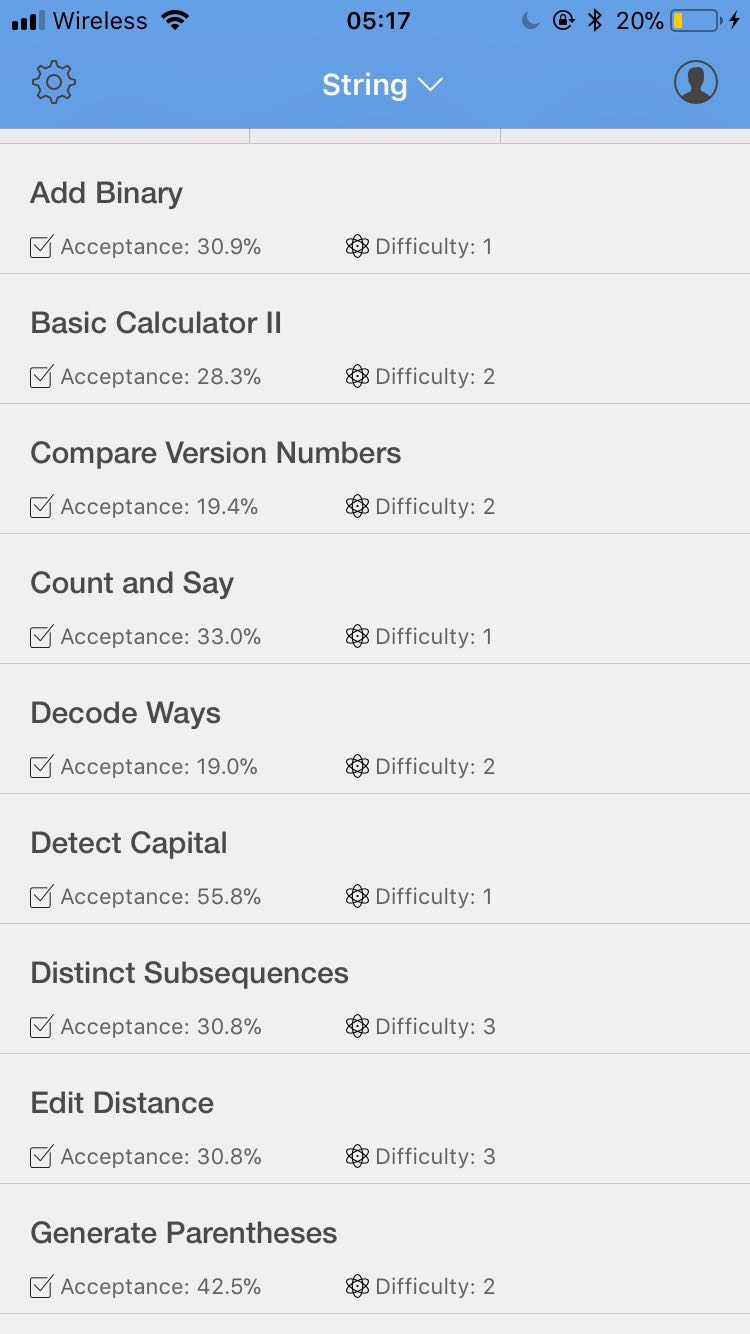 Wireless 05:17 20%
String
Add Binary
Acceptance: 30.9% Difficulty: 1
Basic Calculator II
Acceptance: 28.3% Difficulty: 2
Compare Version Numbers
Acceptance: 19.4% Difficulty: 2
Count and Say
Acceptance: 33.0% Difficulty: 1
Decode Ways
Acceptance: 19.0% Difficulty: 2
Detect Capital
Acceptance: 55.8% Difficulty: 1
Distinct Subsequences
Acceptance: 30.8% Difficulty: 3
Edit Distance
Acceptance: 30.8% Difficulty: 3
Generate Parentheses
Acceptance: 42.5% Difficulty: 2